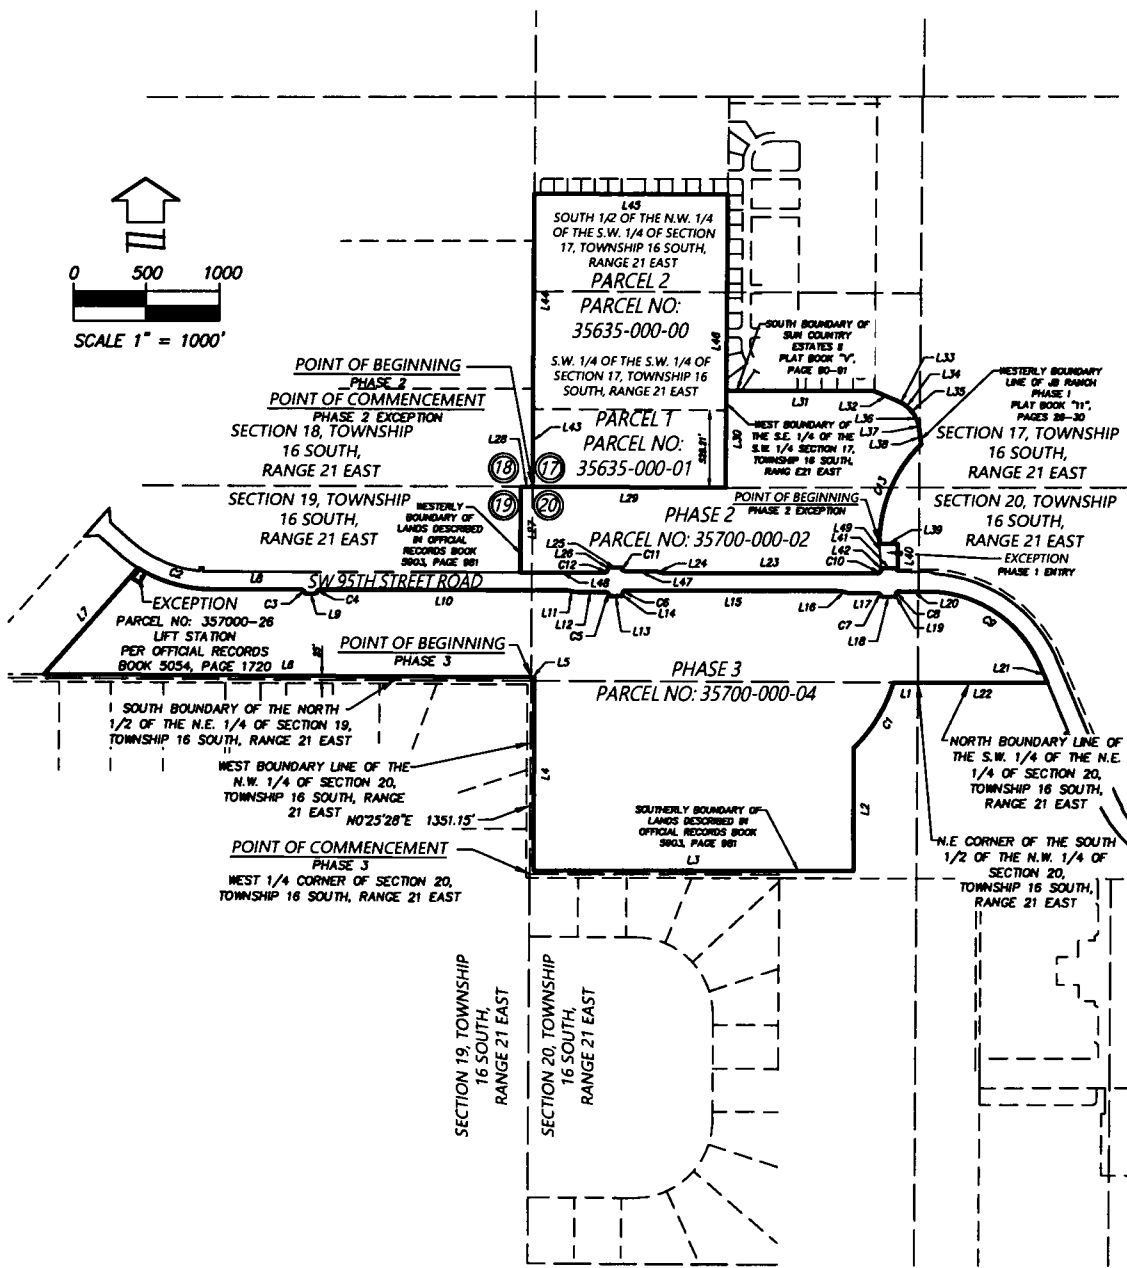 0 500 1000
SCALE 1" = 1000'
L45
SOUTH 1/2 OF THE N.W. 1/4
OF THE S.W. 1/4 OF SECTION
17, TOWNSHIP 16 SOUTH,
RANGE 21 EAST
PARCEL 2
L44
PARCEL NO:
35635-000-00
L46
S.W. 1/4 OF THE S.W. 1/4 OF
SECTION 17, TOWNSHIP 16
SOUTH, RANGE 21 EAST
PARCEL 1
L43
PARCEL NO:
35635-000-01
L30
SOUTH BOUNDARY OF
SUN COUNTRY
ESTATES II
PLAT BOOK "V",
PAGE 80-81
L31
L32
L33
L34
L35
L36
L37
L38
WESTERLY BOUNDARY
LINE OF JB RANCH
PHASE I
PLAT BOOK "11",
PAGES 28-30
POINT OF BEGINNING
PHASE 2
POINT OF COMMENCEMENT
PHASE 2 EXCEPTION
SECTION 18, TOWNSHIP
16 SOUTH,
RANGE 21 EAST
L28
18 17
19 20
WEST BOUNDARY OF
THE S.E. 1/4 OF THE
S.W. 1/4 SECTION 17,
TOWNSHIP 16 SOUTH,
RANG E21 EAST
SECTION 17, TOWNSHIP
16 SOUTH,
RANGE 21 EAST
C13
SECTION 19, TOWNSHIP
16 SOUTH,
RANGE 21 EAST
WESTERLY
BOUNDARY OF
LANDS DESCRIBED
IN OFFICIAL
RECORDS BOOK
5903, PAGE 981
L27
L29
PHASE 2
PARCEL NO: 35700-000-02
POINT OF BEGINNING
PHASE 2 EXCEPTION
SECTION 20, TOWNSHIP
16 SOUTH,
RANGE 21 EAST
L49
L41
L42
C10
L39
L40
EXCEPTION
PHASE 1 ENTRY
L25
L26
C12
C11
L24
L23
L48
L47
C2
L8
SW 95TH STREET ROAD
L7
EXCEPTION
PARCEL NO: 357000-26
LIFT STATION
PER OFFICIAL RECORDS
BOOK 5054, PAGE 1720
L6
C3
L9
C4
L10
L11
L12
C5
C6
L14
L13
L15
L16
L17
C7
L18
C8
L19
L20
C9
L21
POINT OF BEGINNING
PHASE 3
L5
PHASE 3
PARCEL NO: 35700-000-04
L1
L22
C1
L2
L4
SOUTH BOUNDARY OF THE NORTH
1/2 OF THE N.E. 1/4 OF SECTION 19,
TOWNSHIP 16 SOUTH, RANGE 21 EAST
WEST BOUNDARY LINE OF THE
N.W. 1/4 OF SECTION 20,
TOWNSHIP 16 SOUTH, RANGE
21 EAST
N0°25'28"E 1351.15'
POINT OF COMMENCEMENT
PHASE 3
WEST 1/4 CORNER OF SECTION 20,
TOWNSHIP 16 SOUTH, RANGE 21 EAST
SOUTHERLY BOUNDARY OF
LANDS DESCRIBED IN
OFFICIAL RECORDS BOOK
5903, PAGE 981
L3
NORTH BOUNDARY LINE OF
THE S.W. 1/4 OF THE N.E.
1/4 OF SECTION 20,
TOWNSHIP 16 SOUTH,
RANGE 21 EAST
N.E CORNER OF THE SOUTH
1/2 OF THE N.W. 1/4 OF
SECTION 20,
TOWNSHIP 16 SOUTH,
RANGE 21 EAST
SECTION 19, TOWNSHIP
16 SOUTH,
RANGE 21 EAST
SECTION 20, TOWNSHIP
16 SOUTH,
RANGE 21 EAST